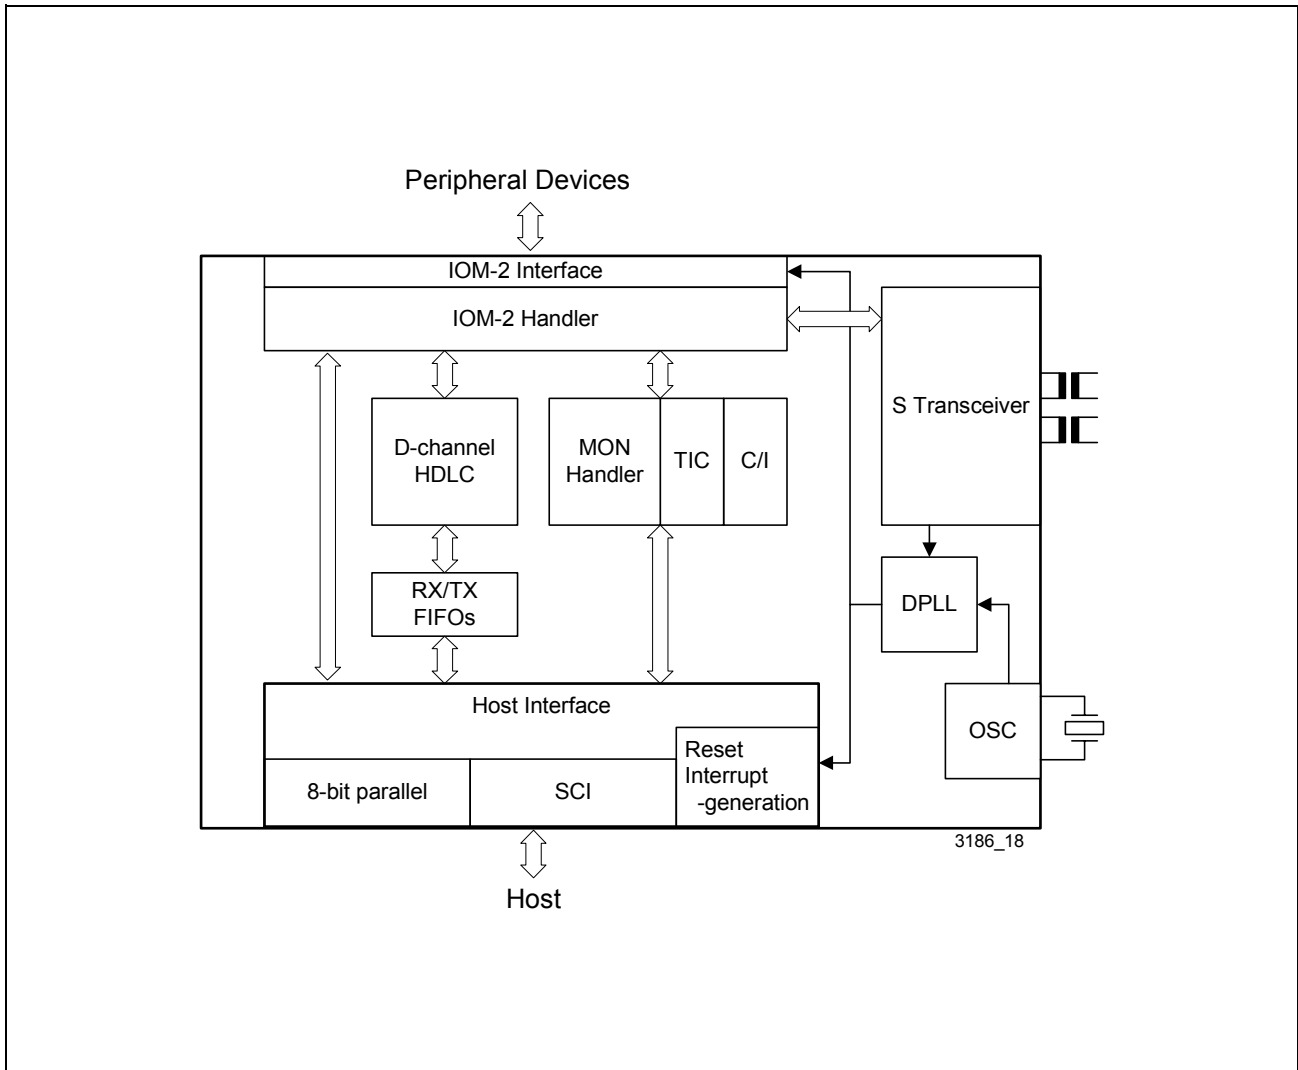 Peripheral Devices
IOM-2 Interface
IOM-2 Handler
S Transceiver
D-channel
HDLC
MON
Handler
TIC
C/I
RX/TX
FIFOs
DPLL
Host Interface
OSC
Reset
Interrupt
-generation
8-bit parallel
SCI
3186_18
Host